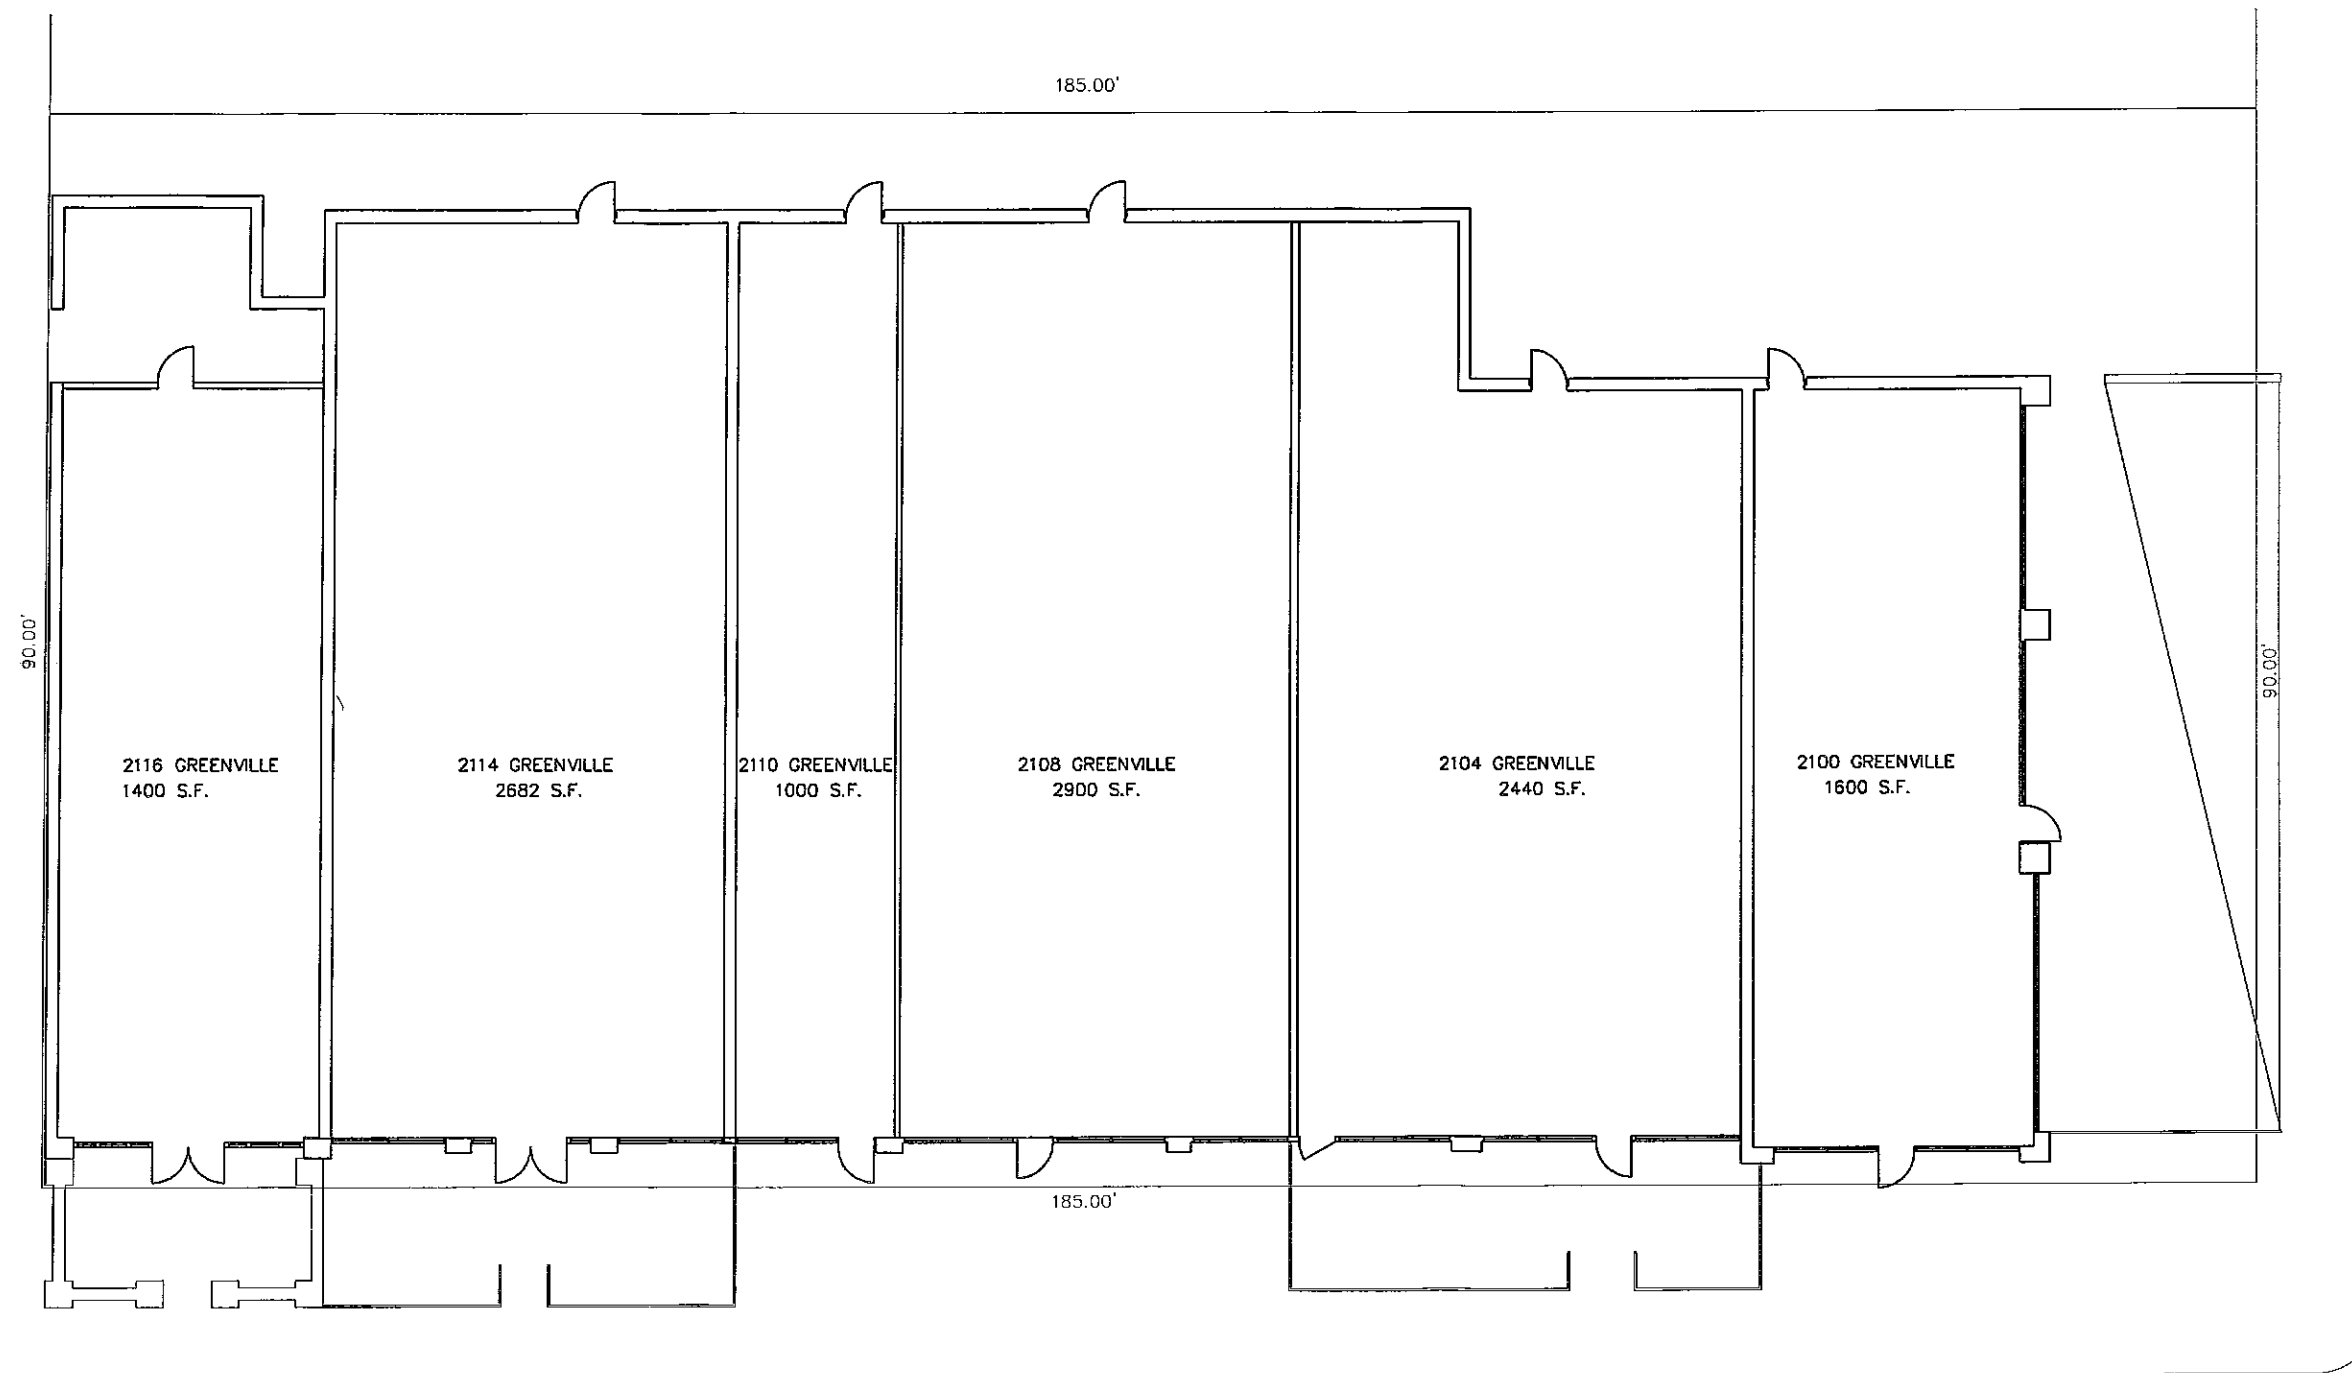 185.00'
90.00'
90.00'
2116 GREENVILLE
1400 S.F.
2114 GREENVILLE
2682 S.F.
2110 GREENVILLE
1000 S.F.
2108 GREENVILLE
2900 S.F.
2104 GREENVILLE
2440 S.F.
2100 GREENVILLE
1600 S.F.
185.00'